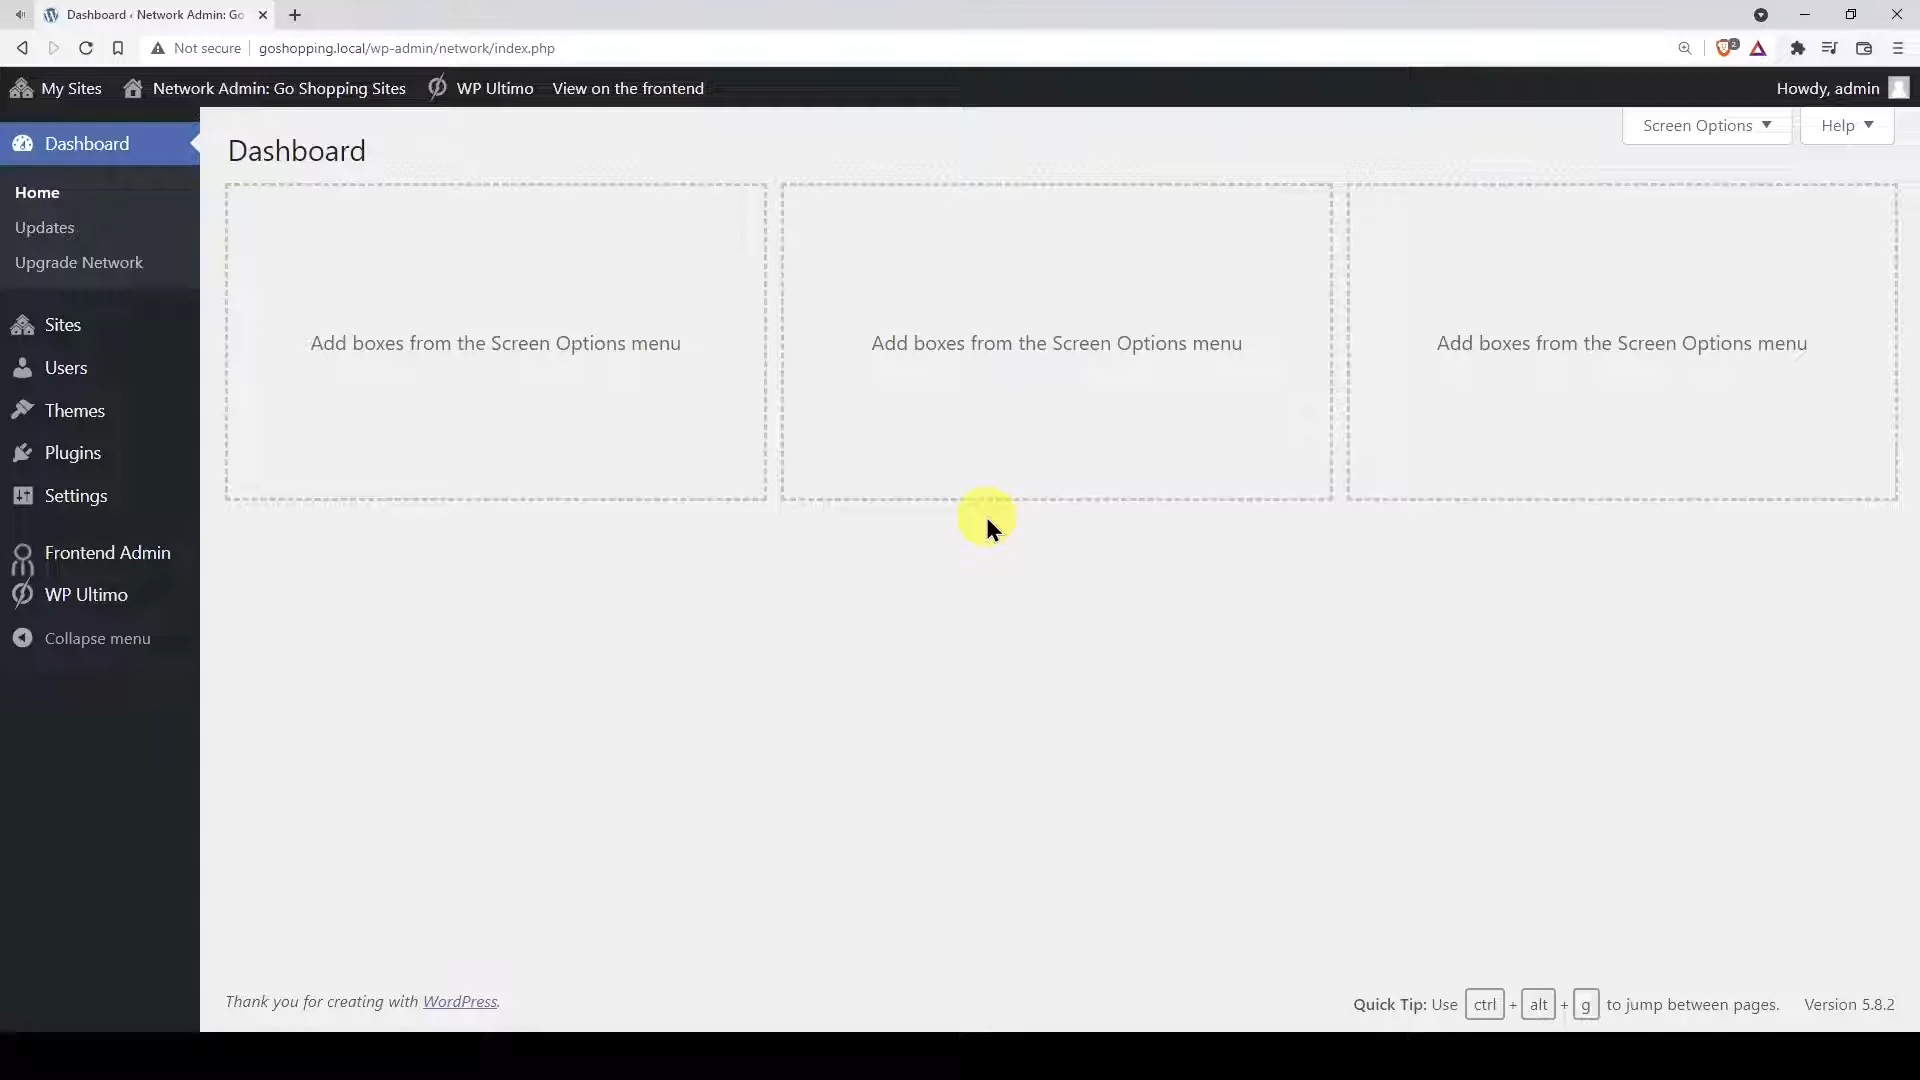 Dashboard ‹ Network Admin: Go
Not secure
goshopping.local/wp-admin/network/index.php
2
My Sites
Network Admin: Go Shopping Sites
WP Ultimo
View on the frontend
Howdy, admin
Screen Options
Help
Dashboard
Home
Updates
Upgrade Network
Sites
Users
Themes
Plugins
Settings
Frontend Admin
WP Ultimo
Collapse menu
Dashboard
Add boxes from the Screen Options menu
Add boxes from the Screen Options menu
Add boxes from the Screen Options menu
Thank you for creating with WordPress.
Quick Tip: Use ctrl + alt + g to jump between pages.
Version 5.8.2